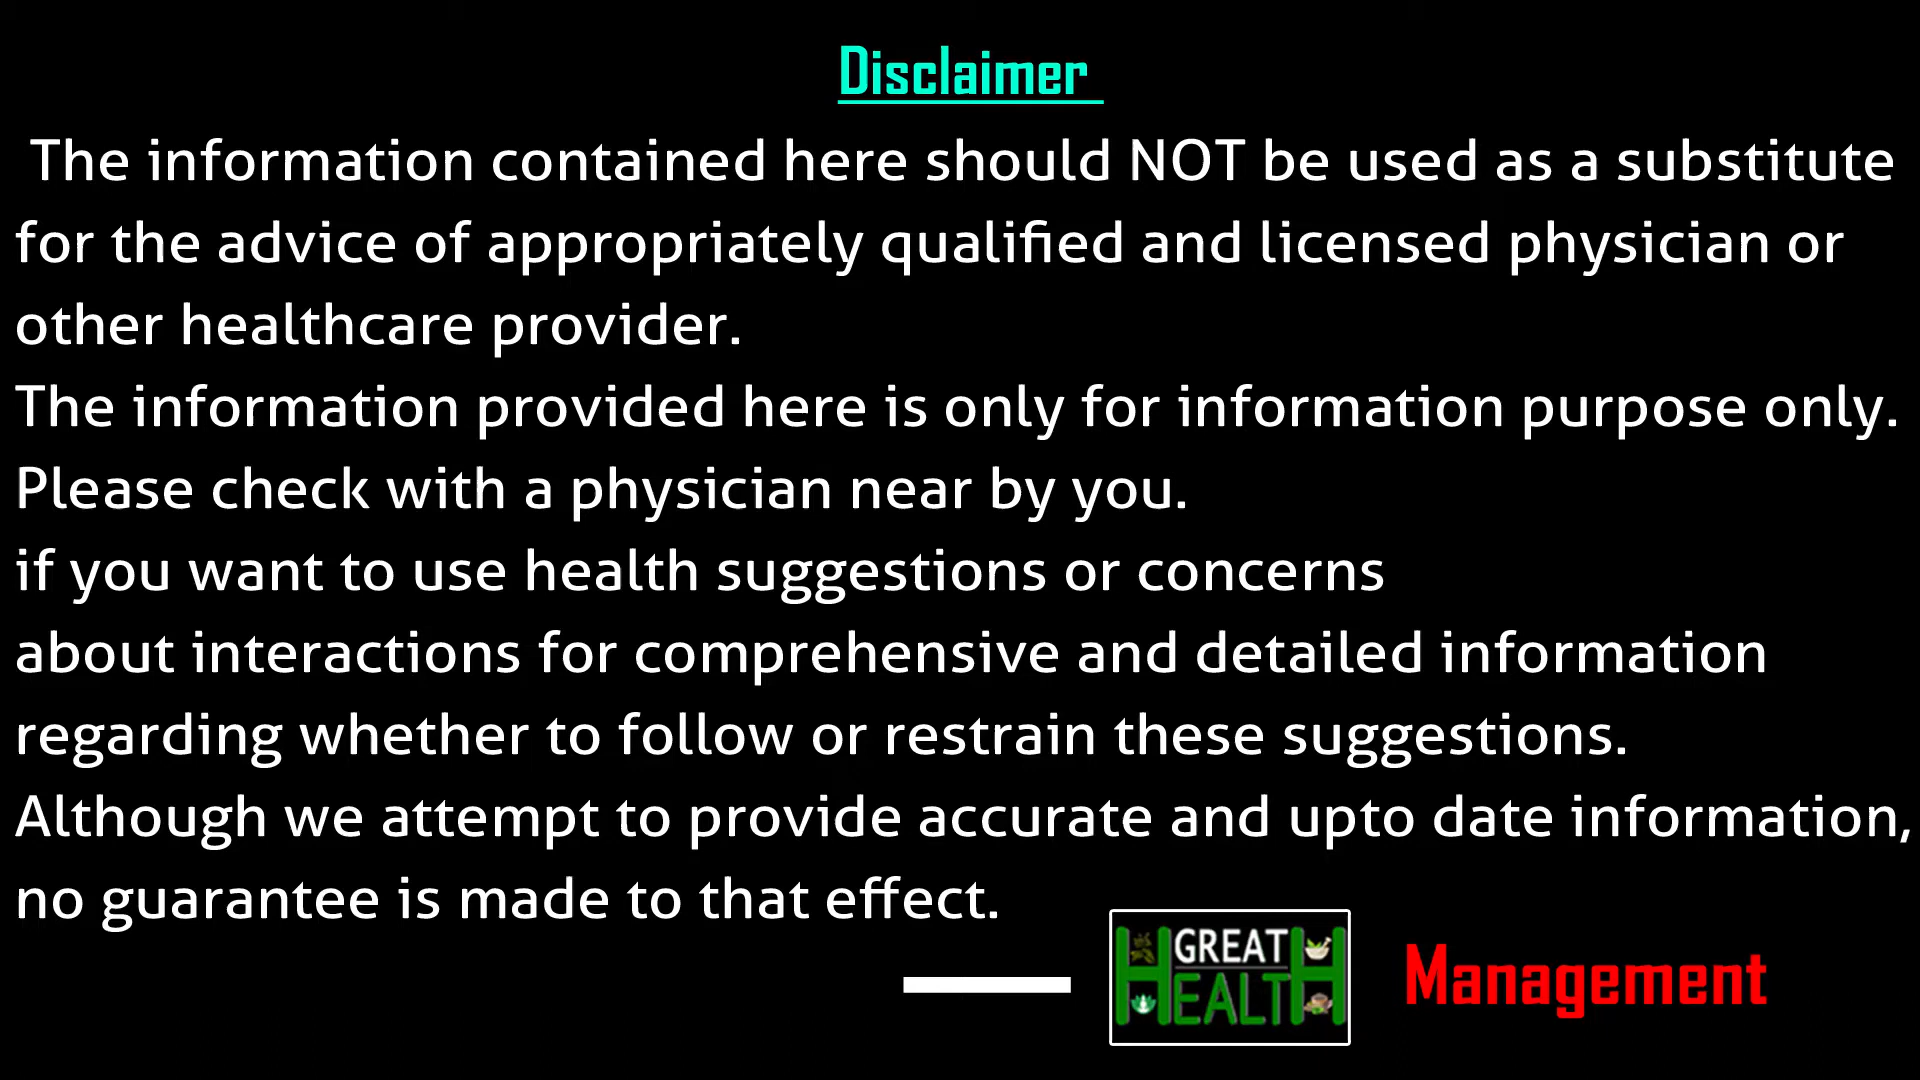 Disclaimer
The information contained here should NOT be used as a substitute
for the advice of appropriately qualified and licensed physician or
other healthcare provider.
The information provided here is only for information purpose only.
Please check with a physician near by you.
if you want to use health suggestions or concerns
about interactions for comprehensive and detailed information
regarding whether to follow or restrain these suggestions.
Although we attempt to provide accurate and upto date information,
no guarantee is made to that effect.
GREAT
HEALTH
Management